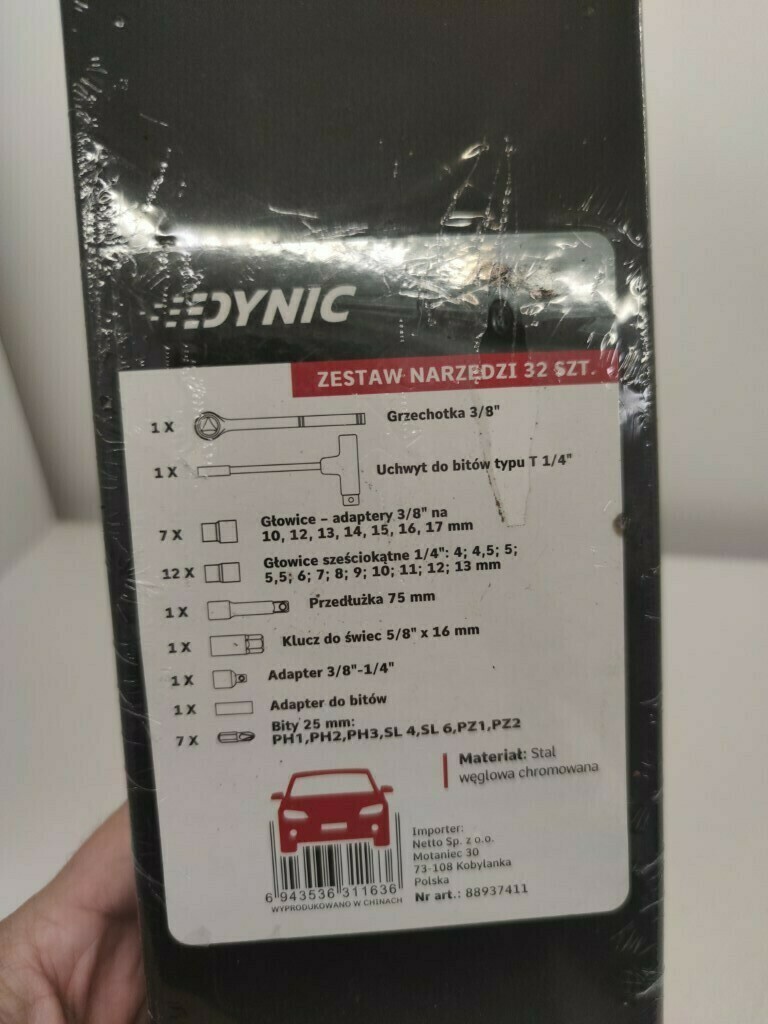 DYNIC
ZESTAW NARZEDZI 32 SZT.
1 X Grzechotka 3/8"
1 X Uchwyt do bitów typu T 1/4"
7 X Głowice – adaptery 3/8" na
10, 12, 13, 14, 15, 16, 17 mm
12 X Głowice sześciokątne 1/4": 4; 4,5; 5;
5,5; 6; 7; 8; 9; 10; 11; 12; 13 mm
1 X Przedłużka 75 mm
1 X Klucz do świec 5/8" x 16 mm
1 X Adapter 3/8"-1/4"
1 X Adapter do bitów
7 X Bity 25 mm:
PH1,PH2,PH3,SL 4,SL 6,PZ1,PZ2
Materiał: Stal
węglowa chromowana
Importer:
Netto Sp. z o.o.
Motaniec 30
73-108 Kobylanka
Polska
Nr art.: 88937411
6 943536 311636
WYPRODUKOWANO W CHINACH